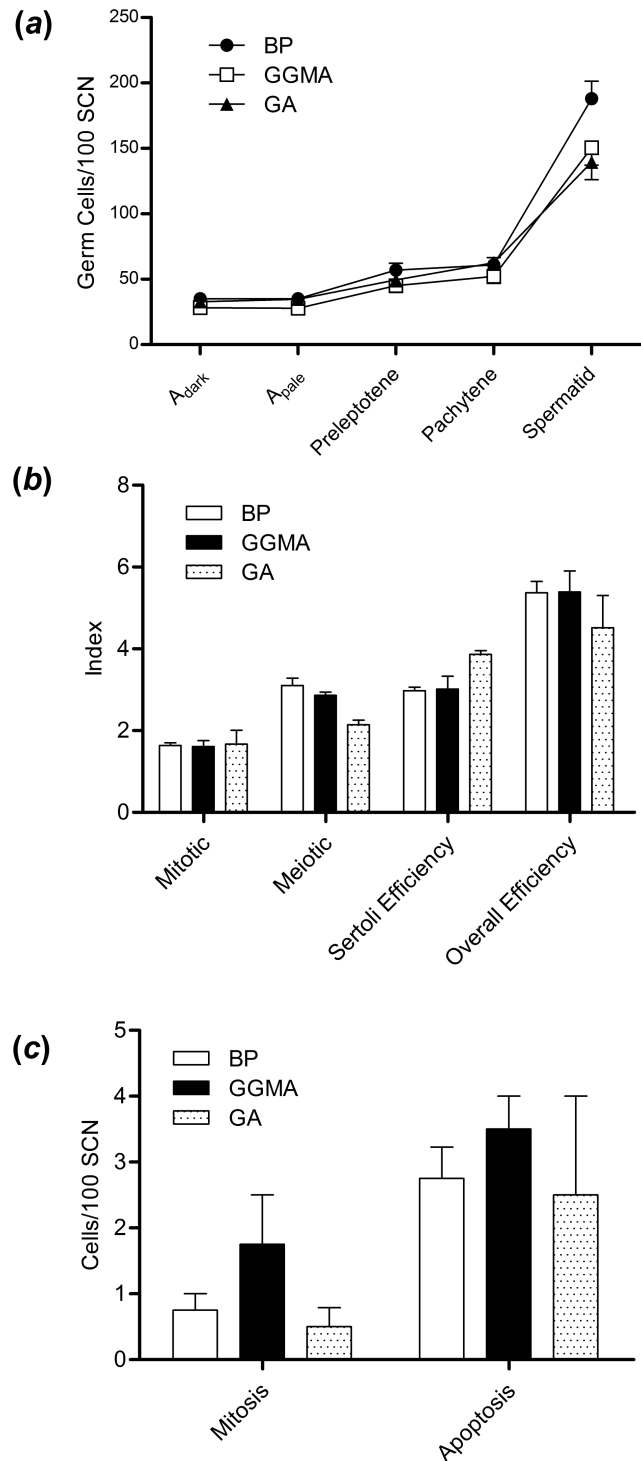 (a)
250
200
150
100
50
0
Germ Cells/100 SCN
BP
GGMA
GA
Adark
Apale
Preleptotene
Pachytene
Spermatid
(b)
8
6
4
2
0
Index
BP
GGMA
GA
Mitotic
Meiotic
Sertoli Efficiency
Overall Efficiency
(c)
5
4
3
2
1
0
Cells/100 SCN
BP
GGMA
GA
Mitosis
Apoptosis